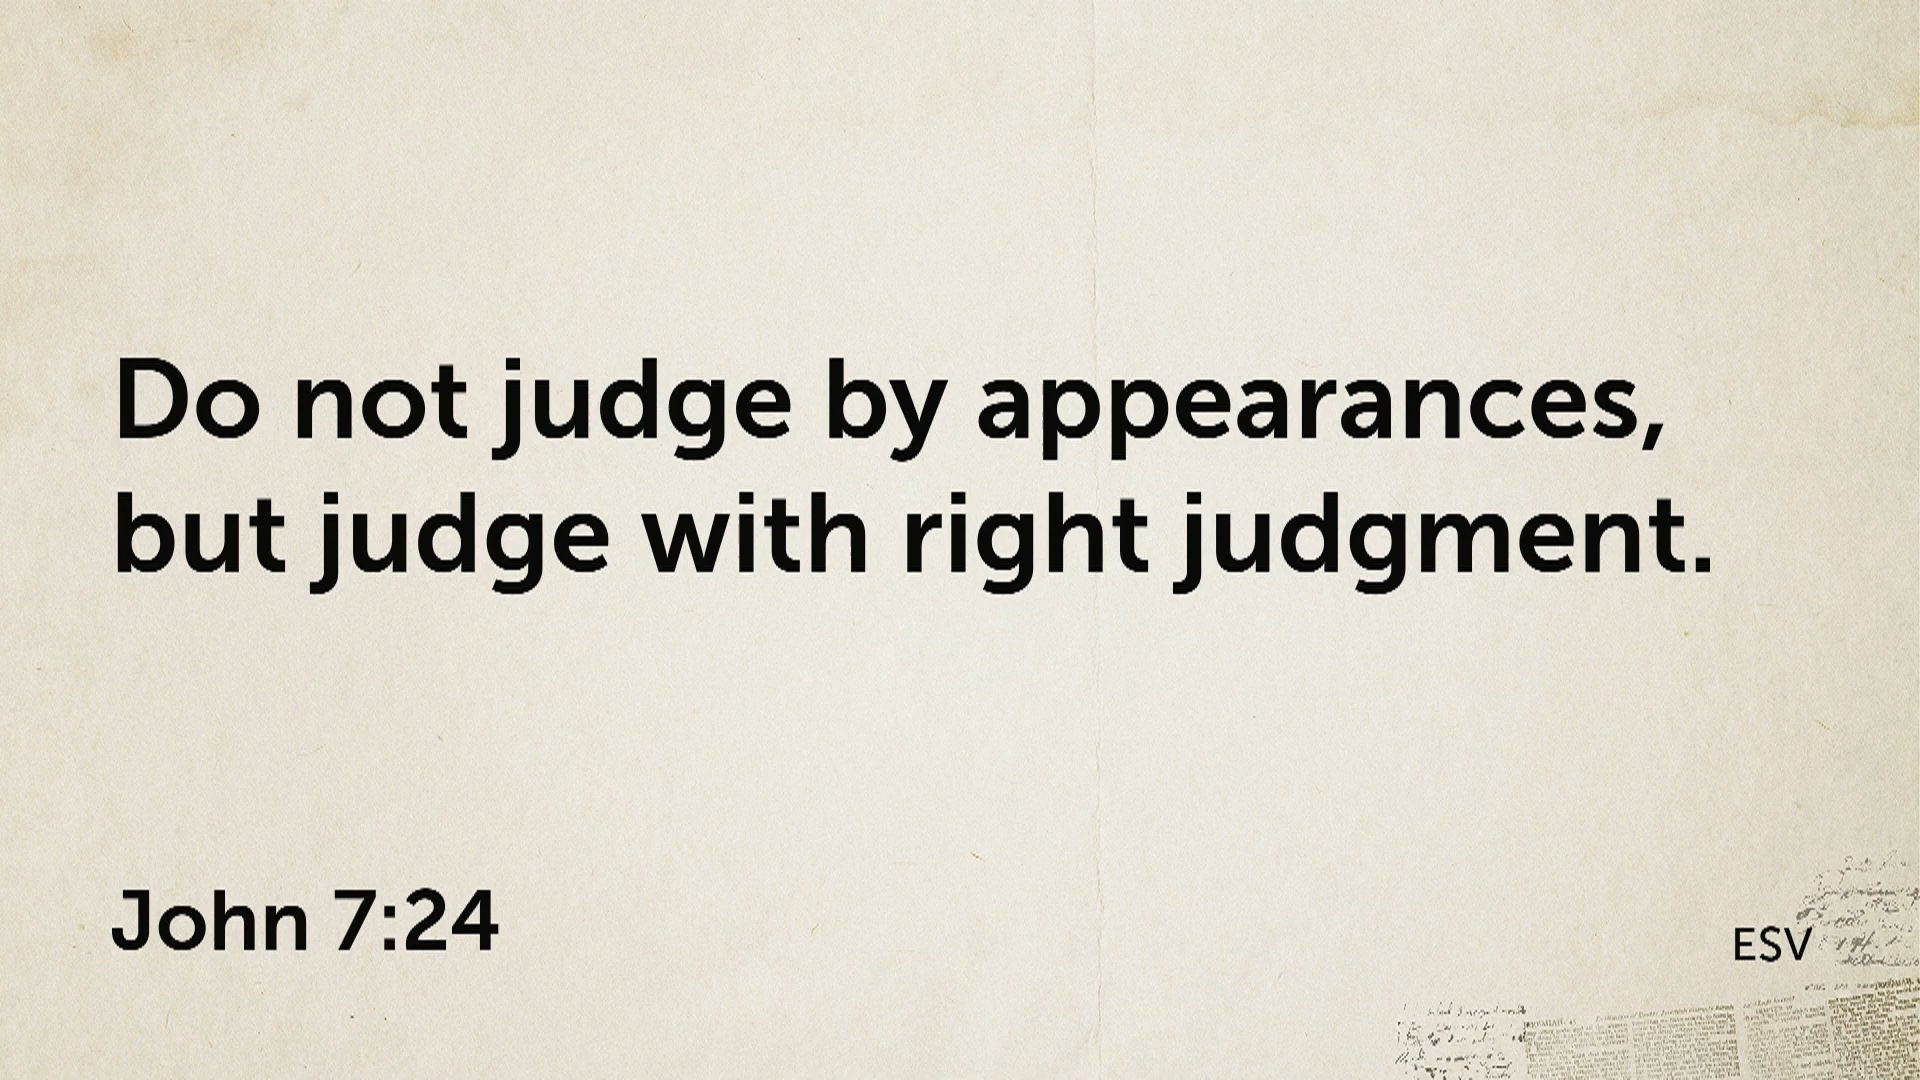 Do not judge by appearances,
but judge with right judgment.
John 7:24
ESV